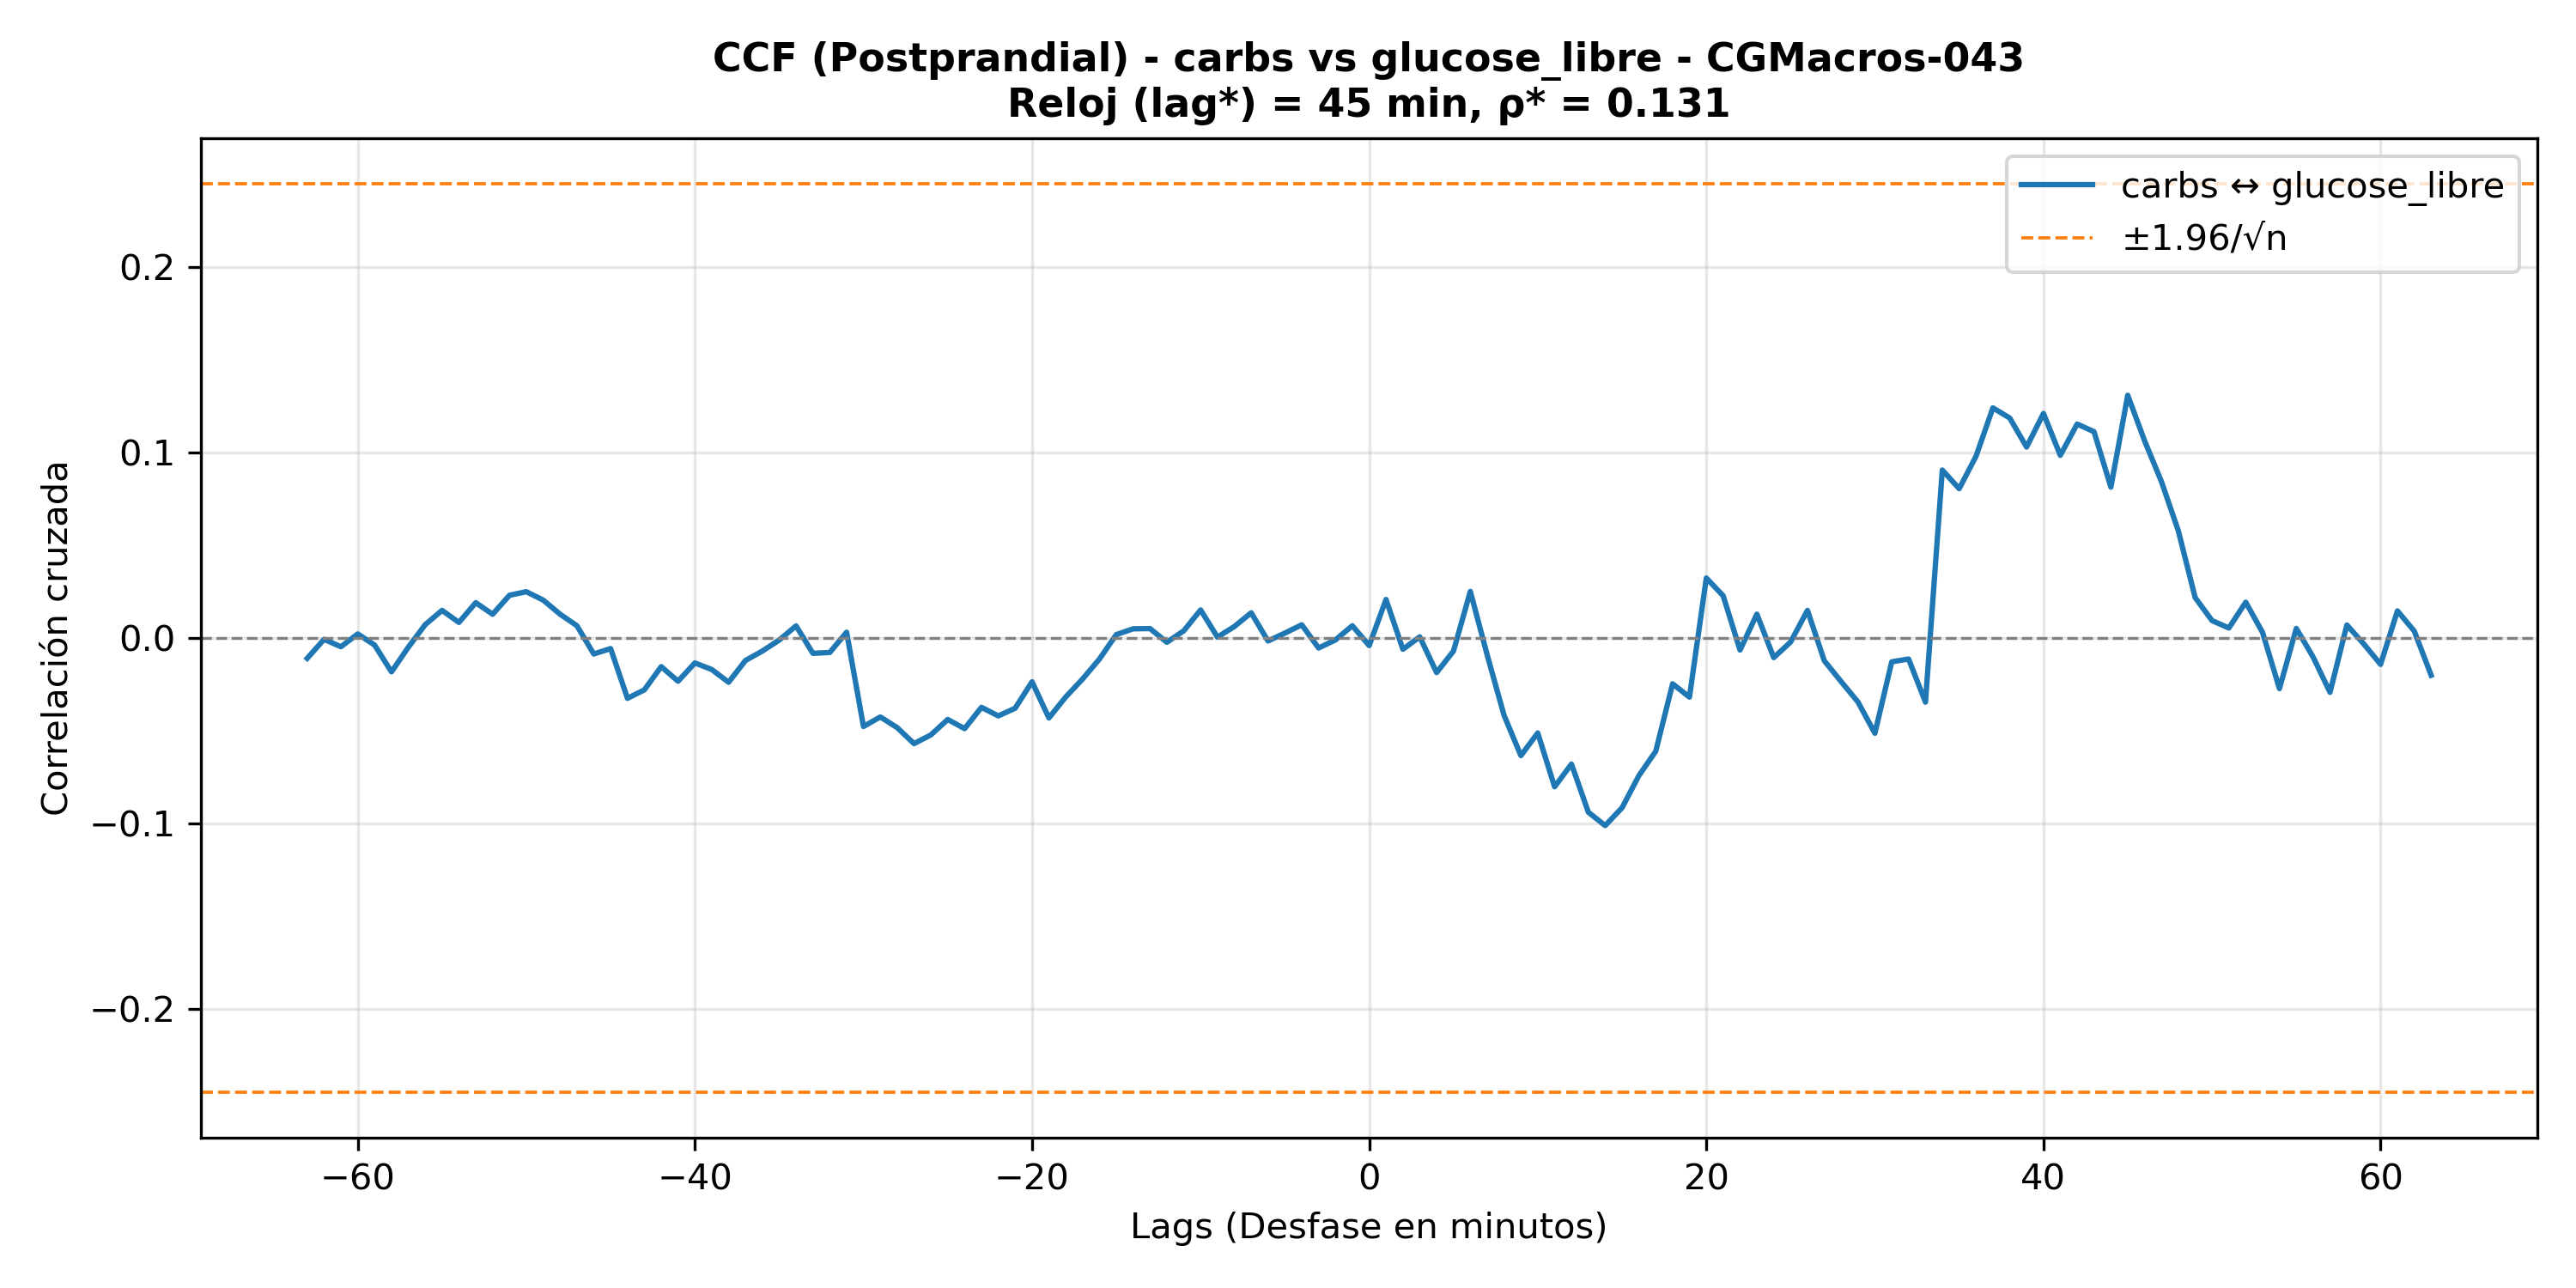 CCF (Postprandial) - carbs vs glucose_libre - CGMacros-043
Reloj (lag*) = 45 min, ρ* = 0.131
carbs ↔ glucose_libre
±1.96/√n
Correlación cruzada
0.2
0.1
0.0
−0.1
−0.2
−60 −40 −20 0 20 40 60
Lags (Desfase en minutos)